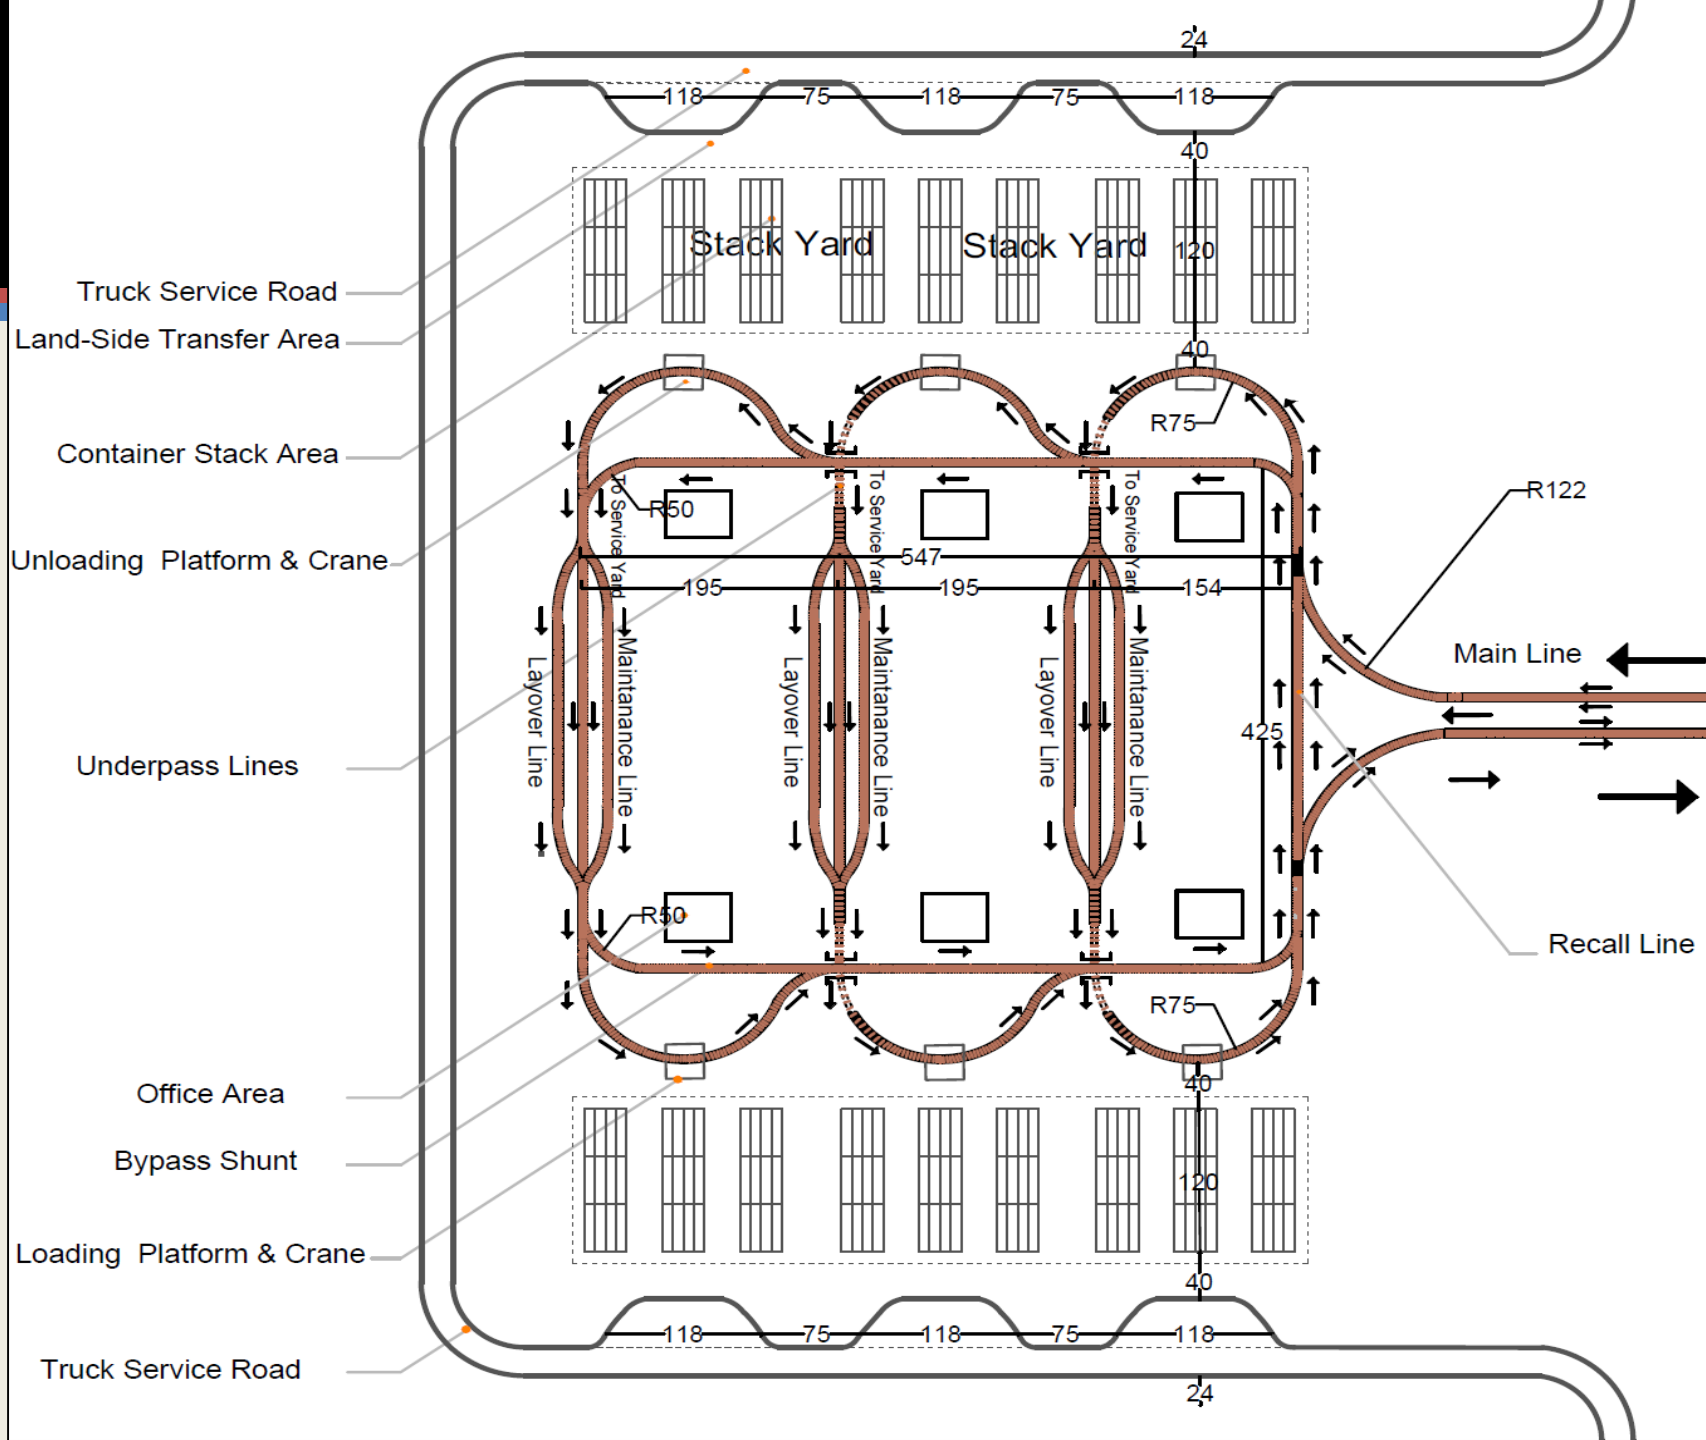 24
118
75
118
75
118
40
Stack Yard
Stack Yard
120
Truck Service Road
Land-Side Transfer Area
40
R75
Container Stack Area
To Service Yard
To Service Yard
To Service Yard
R50
R122
Unloading  Platform & Crane
547
195
195
154
Main Line
Layover Line
Maintanance Line
Layover Line
Maintanance Line
Layover Line
Maintanance Line
425
Underpass Lines
R50
Recall Line
R75
Office Area
40
Bypass Shunt
120
Loading  Platform & Crane
40
118
75
118
75
118
Truck Service Road
24